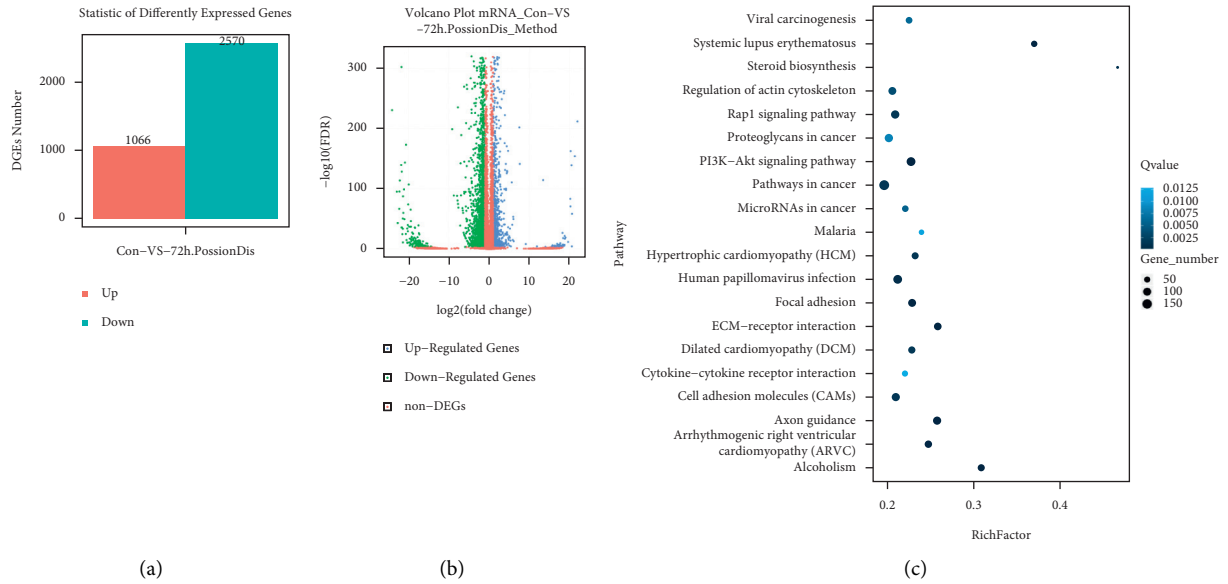 Statistic of Differently Expressed Genes
DGEs Number
2000
1000
0
1066
2570
Con−VS−72h.PossionDis
Up
Down
(a)
Volcano Plot mRNA_Con−VS
−72h.PossionDis_Method
−log10(FDR)
300
200
100
0
−20
−10
0
10
20
log2(fold change)
Up−Regulated Genes
Down−Regulated Genes
non−DEGs
(b)
Pathway
Viral carcinogenesis
Systemic lupus erythematosus
Steroid biosynthesis
Regulation of actin cytoskeleton
Rap1 signaling pathway
Proteoglycans in cancer
PI3K−Akt signaling pathway
Pathways in cancer
MicroRNAs in cancer
Malaria
Hypertrophic cardiomyopathy (HCM)
Human papillomavirus infection
Focal adhesion
ECM−receptor interaction
Dilated cardiomyopathy (DCM)
Cytokine−cytokine receptor interaction
Cell adhesion molecules (CAMs)
Axon guidance
Arrhythmogenic right ventricular
cardiomyopathy (ARVC)
Alcoholism
0.2
0.3
0.4
RichFactor
Qvalue
0.0125
0.0100
0.0075
0.0050
0.0025
Gene_number
50
100
150
(c)